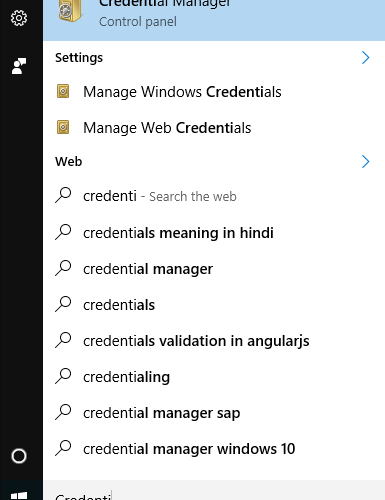 Credential Manager
Control panel
Settings
Manage Windows Credentials
Manage Web Credentials
Web
credenti - Search the web
credentials meaning in hindi
credential manager
credentials
credentials validation in angularjs
credentialing
credential manager sap
credential manager windows 10
Credenti